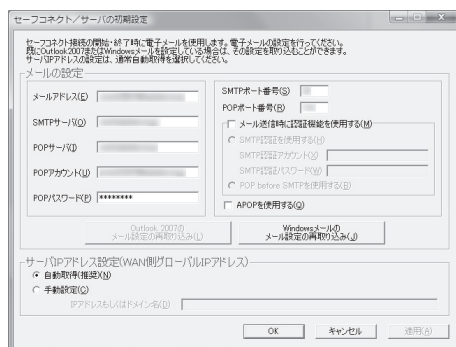 セーフコネクト／サーバの初期設定
セーフコネクト接続の開始・終了時に電子メールを使用します。電子メールの設定を行ってください。
既にOutlook2007またはWindowsメールを設定している場合は、その設定を取り込むことができます。
サーバIPアドレスの設定は、通常自動取得を選択してください。
メールの設定
メールアドレス(E)
SMTPサーバ(O)
POPサーバ(I)
POPアカウント(U)
POPパスワード(P) ********
SMTPポート番号(S)
POPポート番号(R)
メール送信時に認証機能を使用する(M)
SMTP認証を使用する(H)
SMTP認証アカウント(X)
SMTP認証パスワード(W)
POP before SMTPを使用する(B)
APOPを使用する(Q)
Outlook 2007の
メール設定の再取り込み(L)
Windowsメールの
メール設定の再取り込み(J)
サーバIPアドレス設定(WAN側グローバルIPアドレス)
自動取得(推奨)(N)
手動設定(C)
IPアドレスもしくはドメイン名(D)
OK
キャンセル
適用(A)